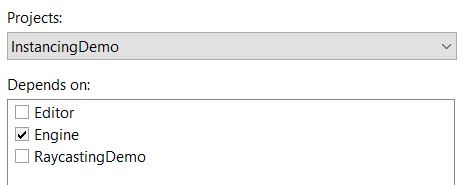 Projects:
InstancingDemo
Depends on:
Editor
Engine
RaycastingDemo